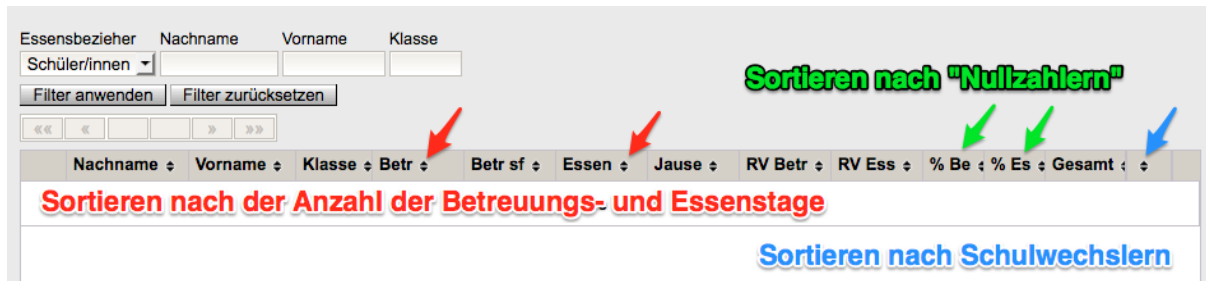 Essensbezieher Nachname Vorname Klasse
Schüler/innen
Filter anwenden Filter zurücksetzen
Sortieren nach "Nullzahlern"
«« « » »»
Nachname Vorname Klasse Betr Betr sf Essen Jause RV Betr RV Ess % Be % Es Gesamt
Sortieren nach der Anzahl der Betreuungs- und Essenstage
Sortieren nach Schulwechslern